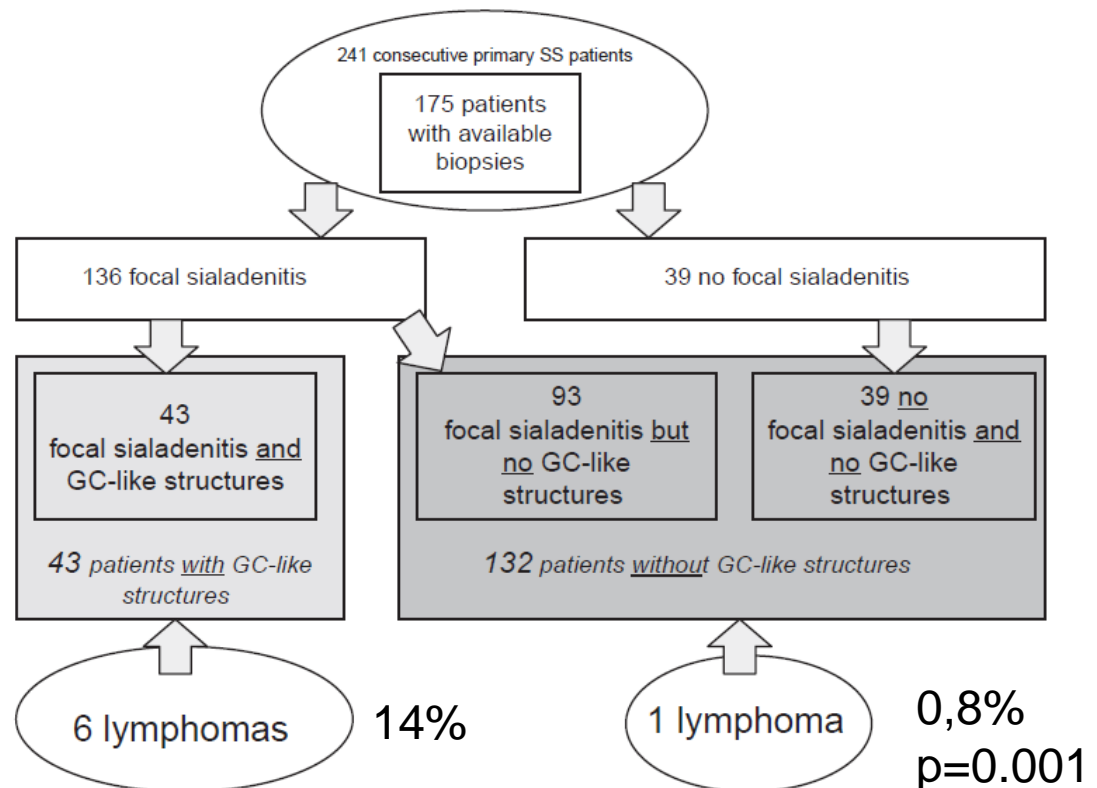 241 consecutive primary SS patients
175 patients
with available
biopsies
136 focal sialadenitis
39 no focal sialadenitis
43
focal sialadenitis and
GC-like structures
43 patients with GC-like
structures
93
focal sialadenitis but
no GC-like
structures
39 no
focal sialadenitis and
no GC-like
structures
132 patients without GC-like structures
6 lymphomas
14%
1 lymphoma
0,8%
p=0.001